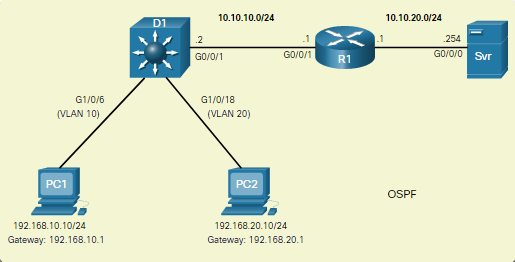 D1
10.10.10.0/24
10.10.20.0/24
.2
.1
.1
.254
G0/0/1
G0/0/1
R1
G0/0/0
Svr
G1/0/6
(VLAN 10)
G1/0/18
(VLAN 20)
PC1
PC2
OSPF
192.168.10.10/24
Gateway: 192.168.10.1
192.168.20.10/24
Gateway: 192.168.20.1